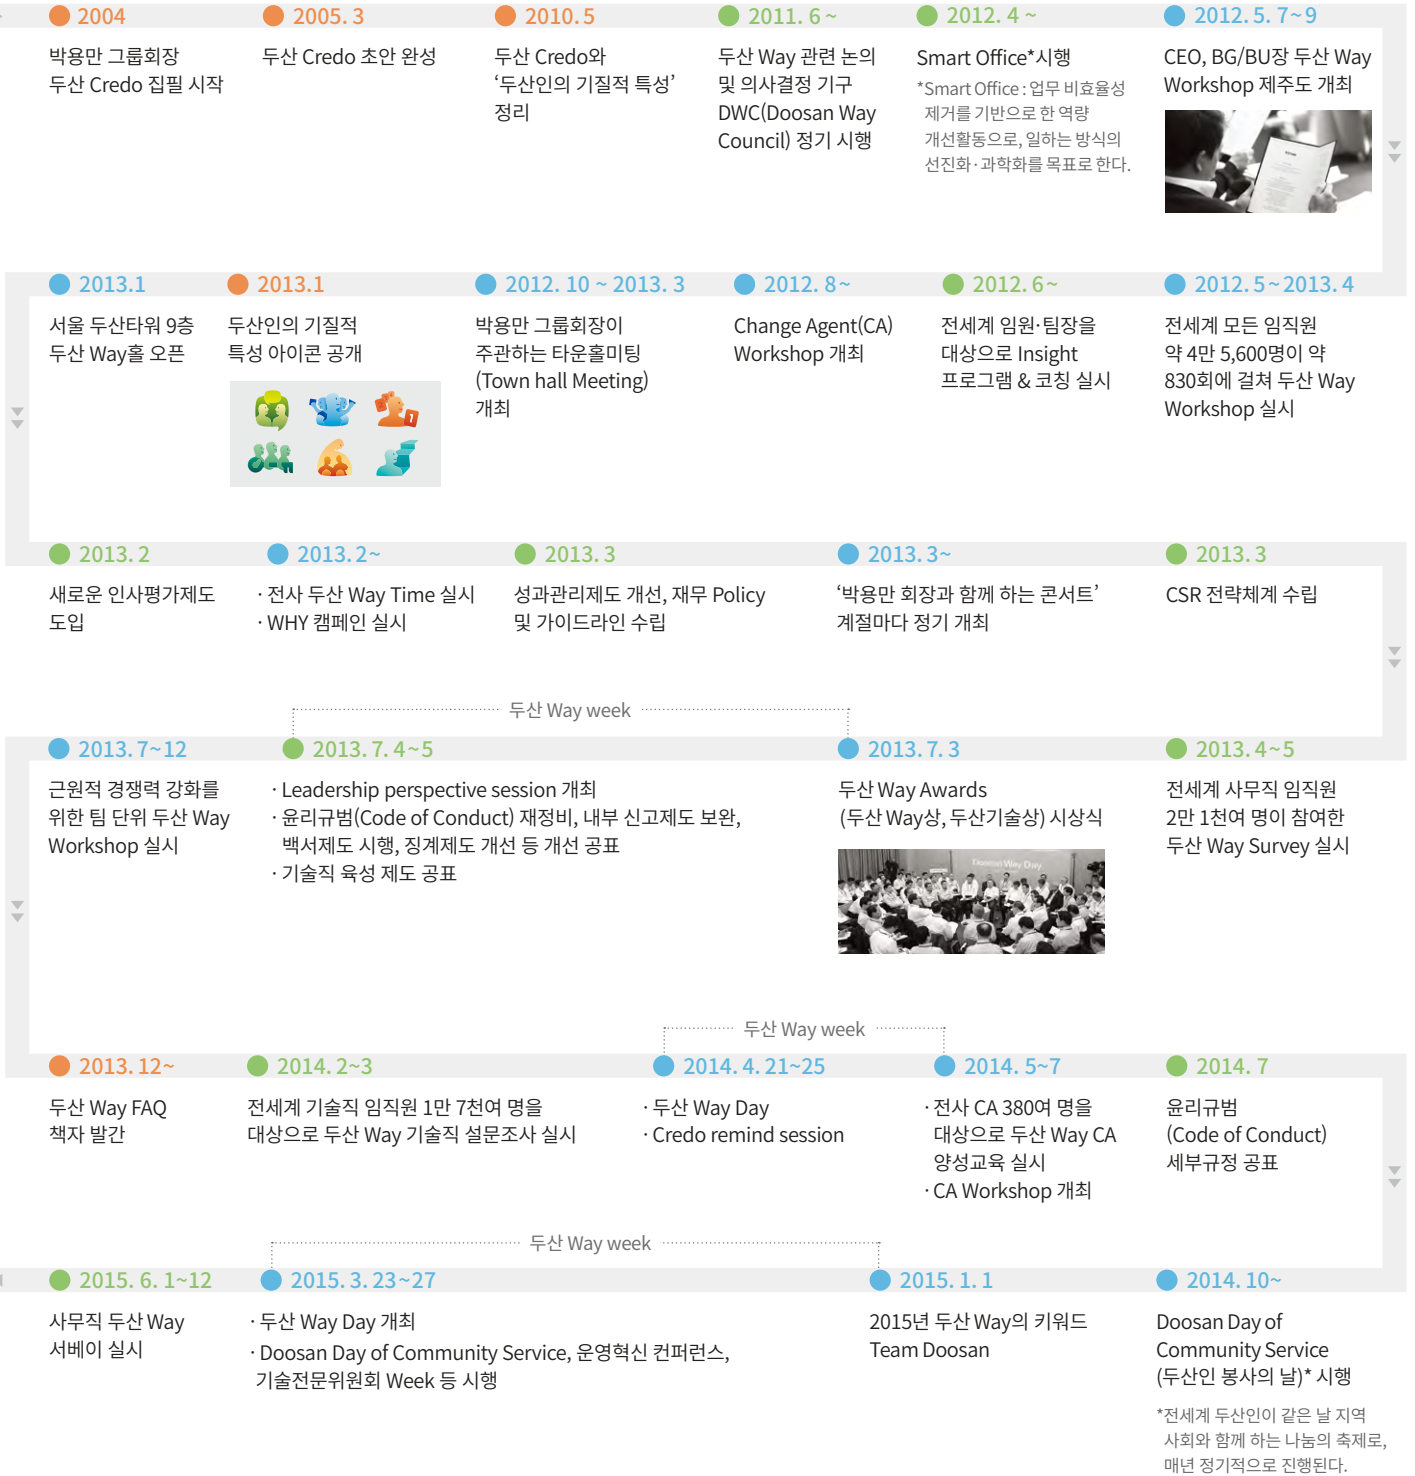 2004
박용만 그룹회장
두산 Credo 집필 시작
2005. 3
두산 Credo 초안 완성
2010. 5
두산 Credo와
‘두산인의 기질적 특성’
정리
2011. 6 ~
두산 Way 관련 논의
및 의사결정 기구
DWC(Doosan Way
Council) 정기 시행
2012. 4 ~
Smart Office*시행
*Smart Office : 업무 비효율성
제거를 기반으로 한 역량
개선활동으로, 일하는 방식의
선진화·과학화를 목표로 한다.
2012. 5. 7~9
CEO, BG/BU장 두산 Way
Workshop 제주도 개최
2013.1
서울 두산타워 9층
두산 Way홀 오픈
2013.1
두산인의 기질적
특성 아이콘 공개
1
2012. 10 ~ 2013. 3
박용만 그룹회장이
주관하는 타운홀미팅
(Town hall Meeting)
개최
2012. 8~
Change Agent(CA)
Workshop 개최
2012. 6~
전세계 임원·팀장을
대상으로 Insight
프로그램 & 코칭 실시
2012. 5~2013. 4
전세계 모든 임직원
약 4만 5,600명이 약
830회에 걸쳐 두산 Way
Workshop 실시
2013. 2
새로운 인사평가제도
도입
2013. 2~
· 전사 두산 Way Time 실시
· WHY 캠페인 실시
2013. 3
성과관리제도 개선, 재무 Policy
및 가이드라인 수립
2013. 3~
‘박용만 회장과 함께 하는 콘서트’
계절마다 정기 개최
2013. 3
CSR 전략체계 수립
두산 Way week
2013. 7~12
근원적 경쟁력 강화를
위한 팀 단위 두산 Way
Workshop 실시
2013. 7. 4~5
· Leadership perspective session 개최
· 윤리규범(Code of Conduct) 재정비, 내부 신고제도 보완,
백서제도 시행, 징계제도 개선 등 개선 공표
· 기술직 육성 제도 공표
2013. 7. 3
두산 Way Awards
(두산 Way상, 두산기술상) 시상식
Doosan Way Day
2013. 4~5
전세계 사무직 임직원
2만 1천여 명이 참여한
두산 Way Survey 실시
두산 Way week
2013. 12~
두산 Way FAQ
책자 발간
2014. 2~3
전세계 기술직 임직원 1만 7천여 명을
대상으로 두산 Way 기술직 설문조사 실시
2014. 4. 21~25
· 두산 Way Day
· Credo remind session
2014. 5~7
· 전사 CA 380여 명을
대상으로 두산 Way CA
양성교육 실시
· CA Workshop 개최
2014. 7
윤리규범
(Code of Conduct)
세부규정 공표
두산 Way week
2015. 6. 1~12
사무직 두산 Way
서베이 실시
2015. 3. 23~27
· 두산 Way Day 개최
· Doosan Day of Community Service, 운영혁신 컨퍼런스,
기술전문위원회 Week 등 시행
2015. 1. 1
2015년 두산 Way의 키워드
Team Doosan
2014. 10~
Doosan Day of
Community Service
(두산인 봉사의 날)* 시행
*전세계 두산인이 같은 날 지역
사회와 함께 하는 나눔의 축제로,
매년 정기적으로 진행된다.